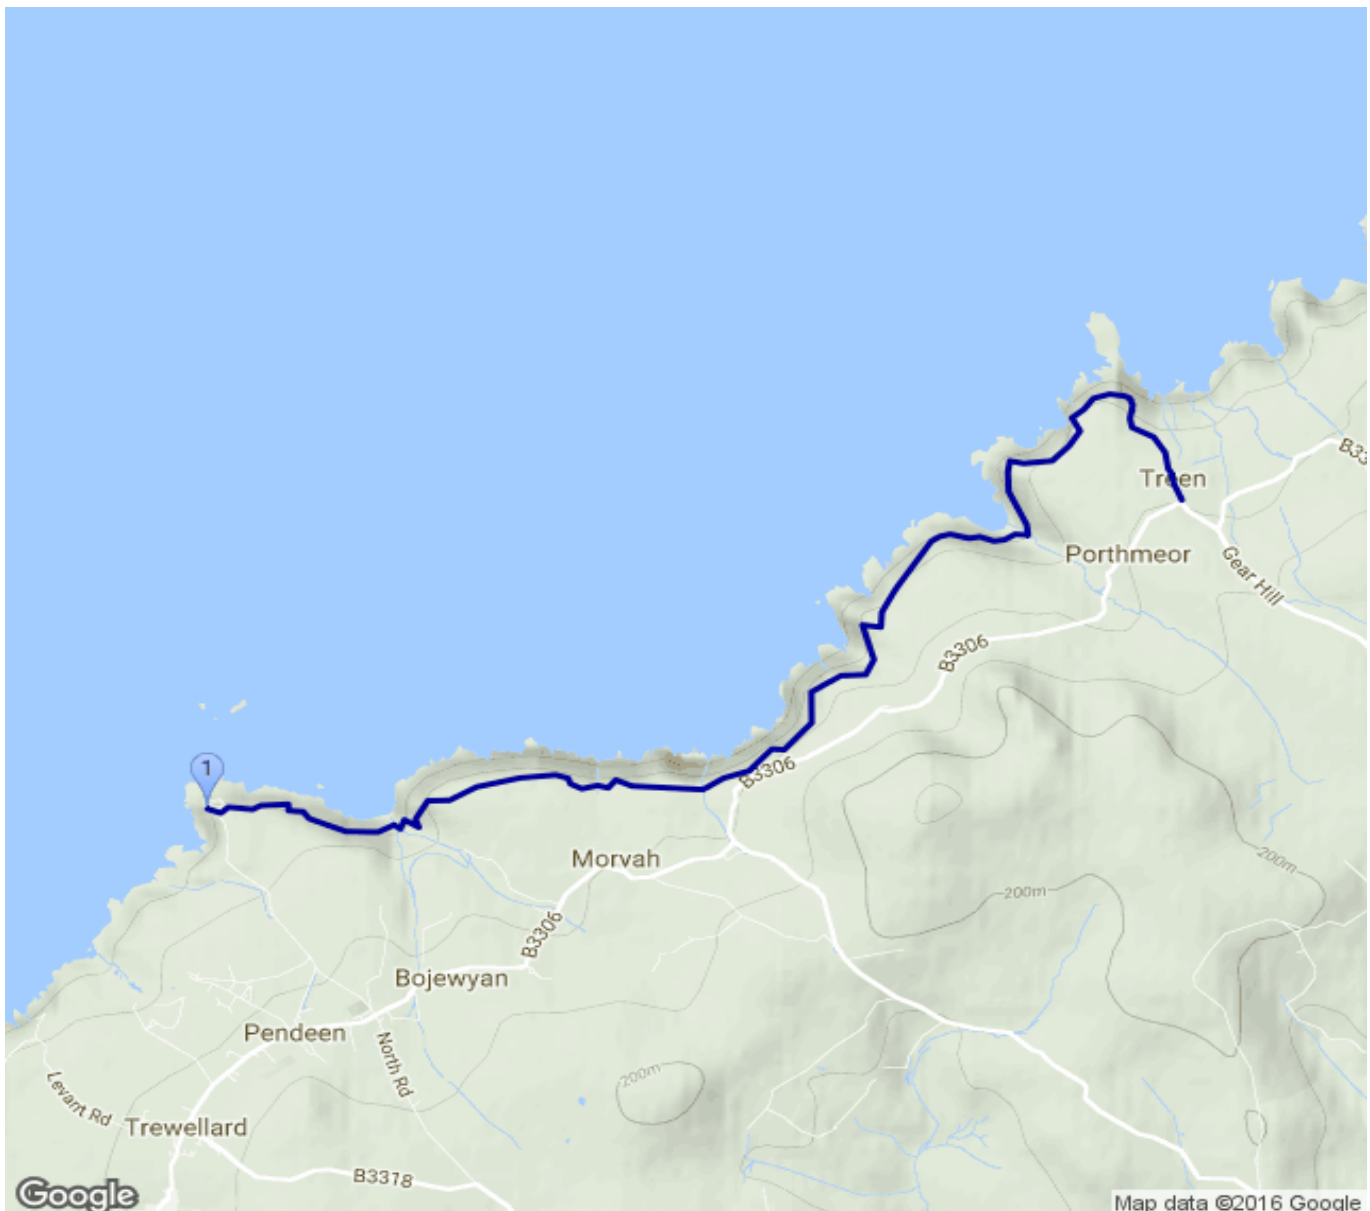 Treen
B33
Porthmeor
Gear Hill
B3306
1
B3306
Morvah
200m
200m
B3306
Bojewyan
Pendeen
North Rd
200m
Levant Rd
Trewellard
B3318
Google
Map data ©2016 Google